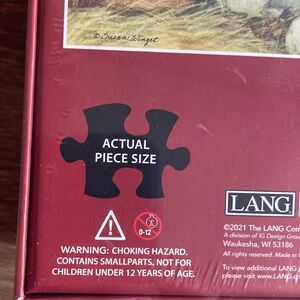 © Susan Winget
ACTUAL
PIECE SIZE
LANG
0-12
©2021 The LANG Com
A division of IG Design Grou
Waukesha, WI 53186
All rights reserved. Made in C
WARNING: CHOKING HAZARD.
CONTAINS SMALLPARTS. NOT FOR
CHILDREN UNDER 12 YEARS OF AGE.
To view additional LANG p
please visit www.lang.co